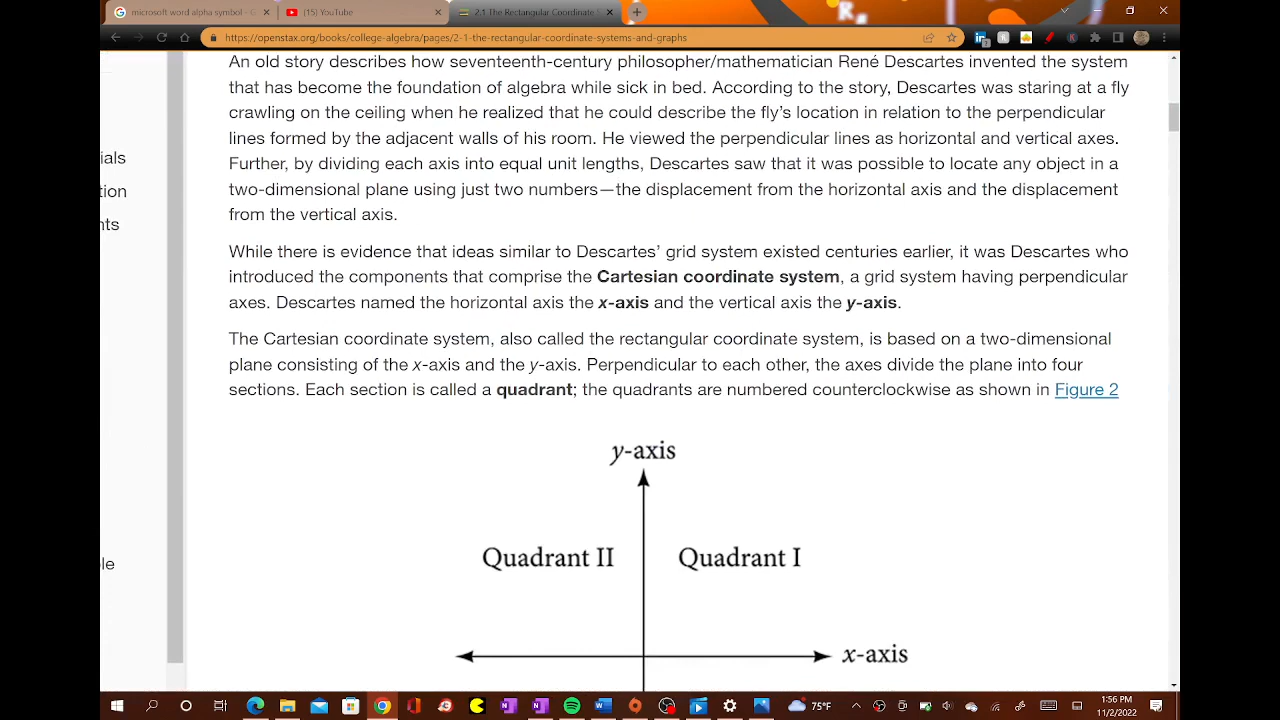 microsoft word alpha symbol - G
(15) YouTube
2.1 The Rectangular Coordinate S
https://openstax.org/books/college-algebra/pages/2-1-the-rectangular-coordinate-systems-and-graphs
An old story describes how seventeenth-century philosopher/mathematician René Descartes invented the system
that has become the foundation of algebra while sick in bed. According to the story, Descartes was staring at a fly
crawling on the ceiling when he realized that he could describe the fly’s location in relation to the perpendicular
lines formed by the adjacent walls of his room. He viewed the perpendicular lines as horizontal and vertical axes.
Further, by dividing each axis into equal unit lengths, Descartes saw that it was possible to locate any object in a
two-dimensional plane using just two numbers—the displacement from the horizontal axis and the displacement
from the vertical axis.
ials
tion
nts
While there is evidence that ideas similar to Descartes’ grid system existed centuries earlier, it was Descartes who
introduced the components that comprise the Cartesian coordinate system, a grid system having perpendicular
axes. Descartes named the horizontal axis the x-axis and the vertical axis the y-axis.
The Cartesian coordinate system, also called the rectangular coordinate system, is based on a two-dimensional
plane consisting of the x-axis and the y-axis. Perpendicular to each other, the axes divide the plane into four
sections. Each section is called a quadrant; the quadrants are numbered counterclockwise as shown in Figure 2
y-axis
Quadrant II
Quadrant I
le
x-axis
75°F
1:56 PM
11/2/2022